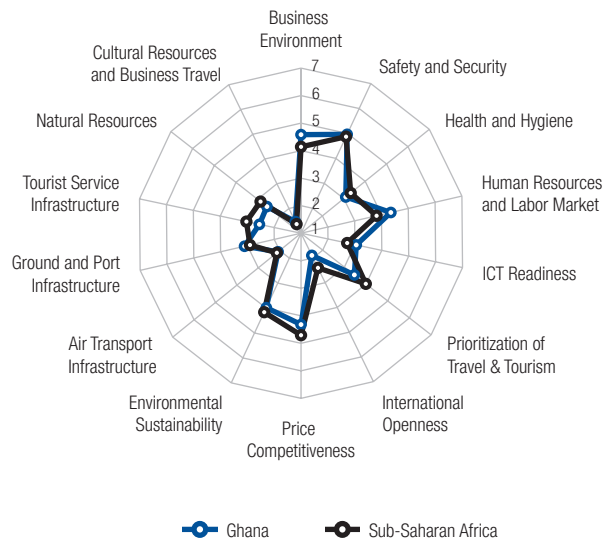 Business
Environment
Cultural Resources
and Business Travel
Safety and Security
Natural Resources
Health and Hygiene
Tourist Service
Infrastructure
Human Resources
and Labor Market
Ground and Port
Infrastructure
ICT Readiness
Air Transport
Infrastructure
Prioritization of
Travel & Tourism
Environmental
Sustainability
International
Openness
Price
Competitiveness
7
6
5
4
3
2
1
Ghana
Sub-Saharan Africa